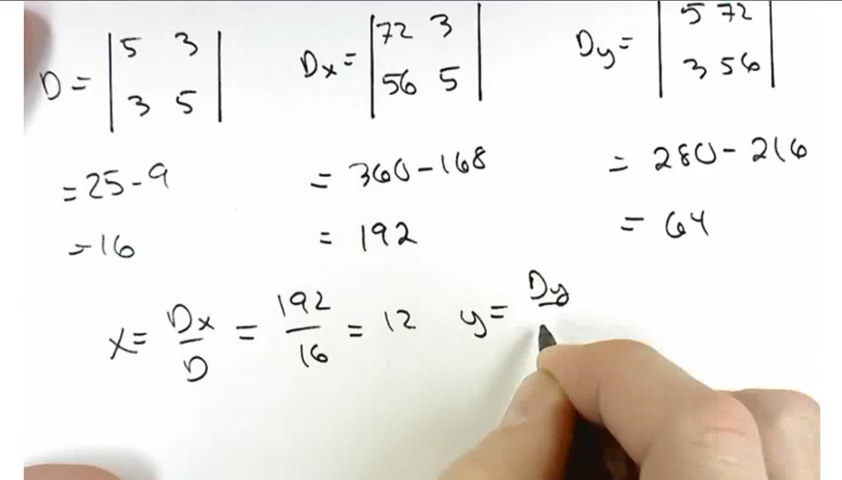 D = | 5 3 | Dx = | 72 3 | Dy = | 5 72 |
| 3 5 | | 56 5 | | 3 56 |
= 25 - 9 = 360 - 168 = 280 - 216
= 16 = 192 = 64
x = Dx/D = 192/16 = 12 y = Dy